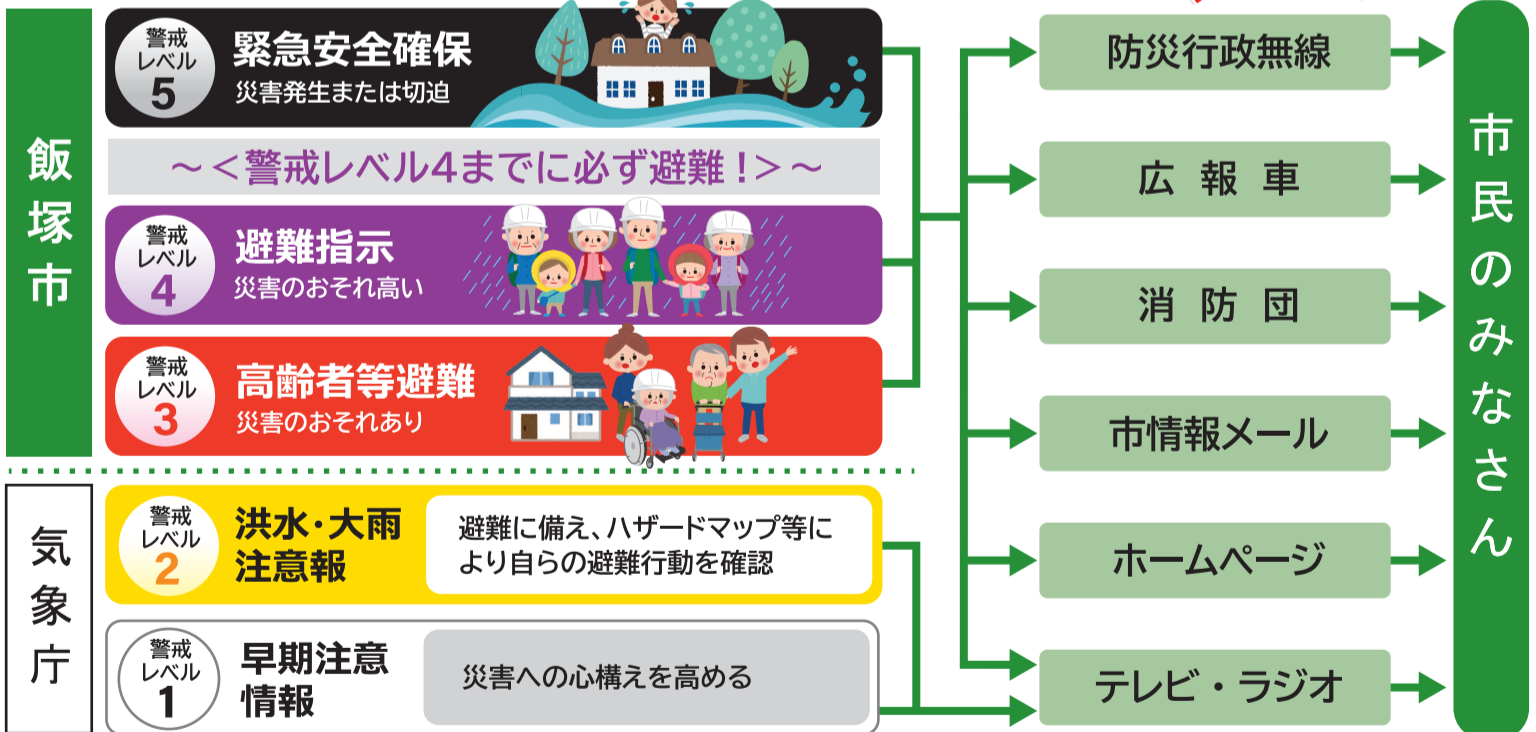 飯塚市
警戒
レベル
5
緊急安全確保
災害発生または切迫
～＜警戒レベル4までに必ず避難！＞～
警戒
レベル
4
避難指示
災害のおそれ高い
警戒
レベル
3
高齢者等避難
災害のおそれあり
気象庁
警戒
レベル
2
洪水・大雨
注意報
避難に備え、ハザードマップ等に
より自らの避難行動を確認
警戒
レベル
1
早期注意
情報
災害への心構えを高める
防災行政無線
広報車
消防団
市情報メール
ホームページ
テレビ・ラジオ
市民のみなさん